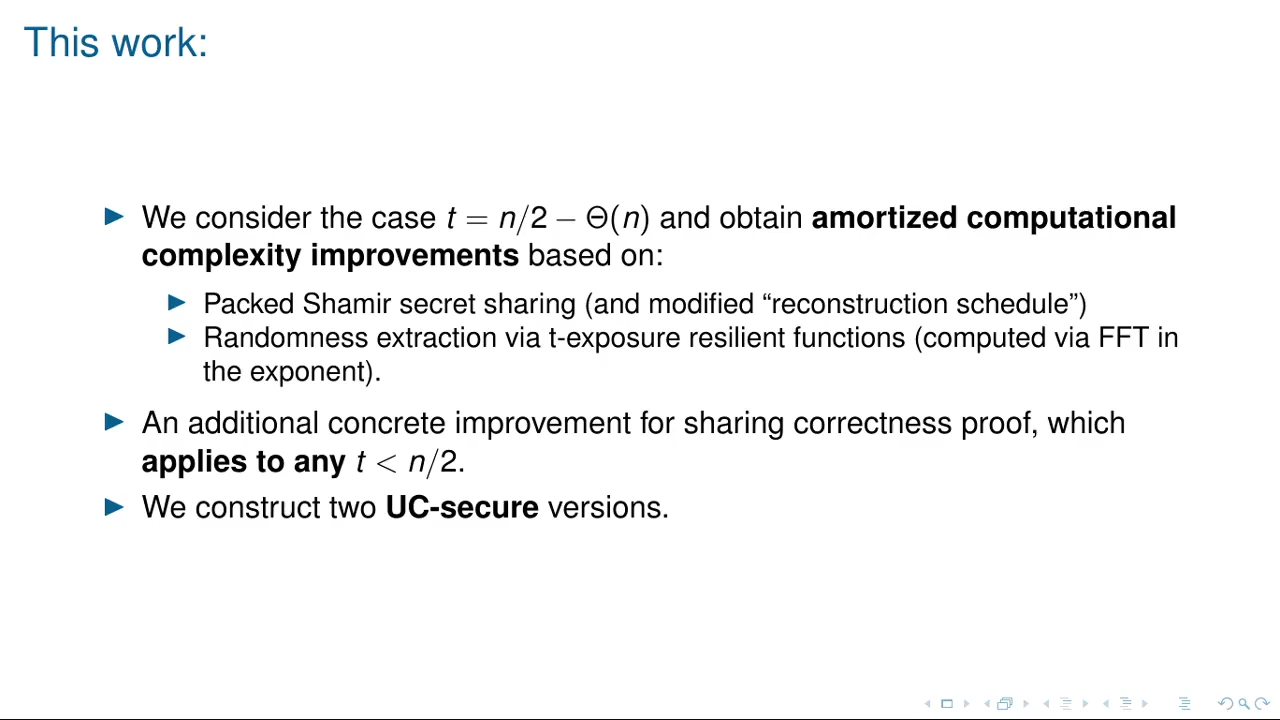 This work:
We consider the case t = n/2 − Θ(n) and obtain amortized computational
complexity improvements based on:
Packed Shamir secret sharing (and modified “reconstruction schedule”)
Randomness extraction via t-exposure resilient functions (computed via FFT in
the exponent).
An additional concrete improvement for sharing correctness proof, which
applies to any t < n/2.
We construct two UC-secure versions.